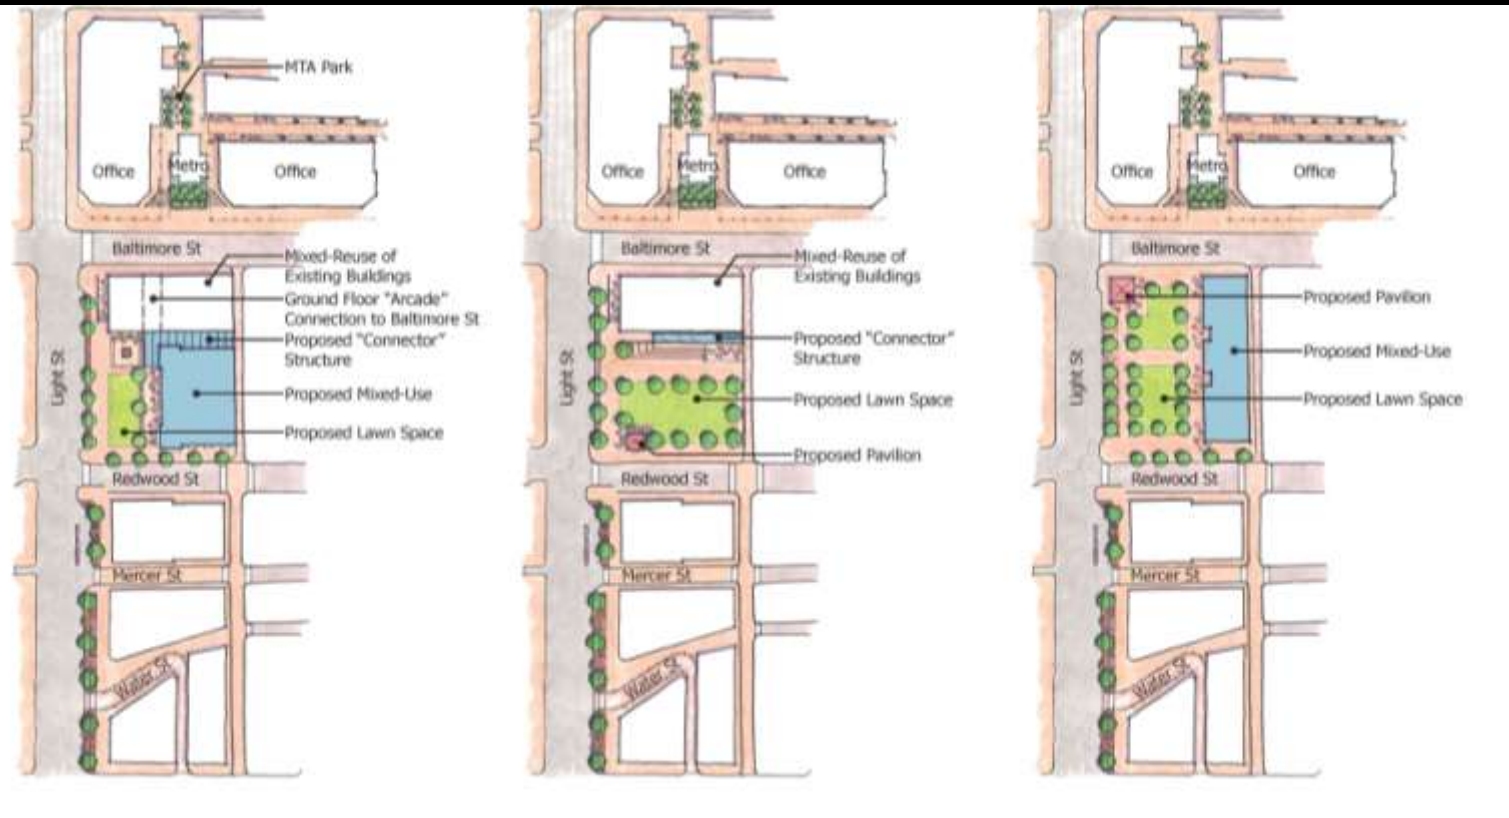 MTA Park
Office
Metro
Office
Baltimore St
Mixed-Reuse of
Existing Buildings
Ground Floor "Arcade"
Connection to Baltimore St
Proposed "Connector"
Structure
Light St
Proposed Mixed-Use
Proposed Lawn Space
Redwood St
Mercer St
Water St
Office
Metro
Office
Baltimore St
Mixed-Reuse of
Existing Buildings
Proposed "Connector"
Structure
Light St
Proposed Lawn Space
Proposed Pavilion
Redwood St
Mercer St
Water St
Office
Metro
Office
Baltimore St
Proposed Pavilion
Proposed Mixed-Use
Light St
Proposed Lawn Space
Redwood St
Mercer St
Water St